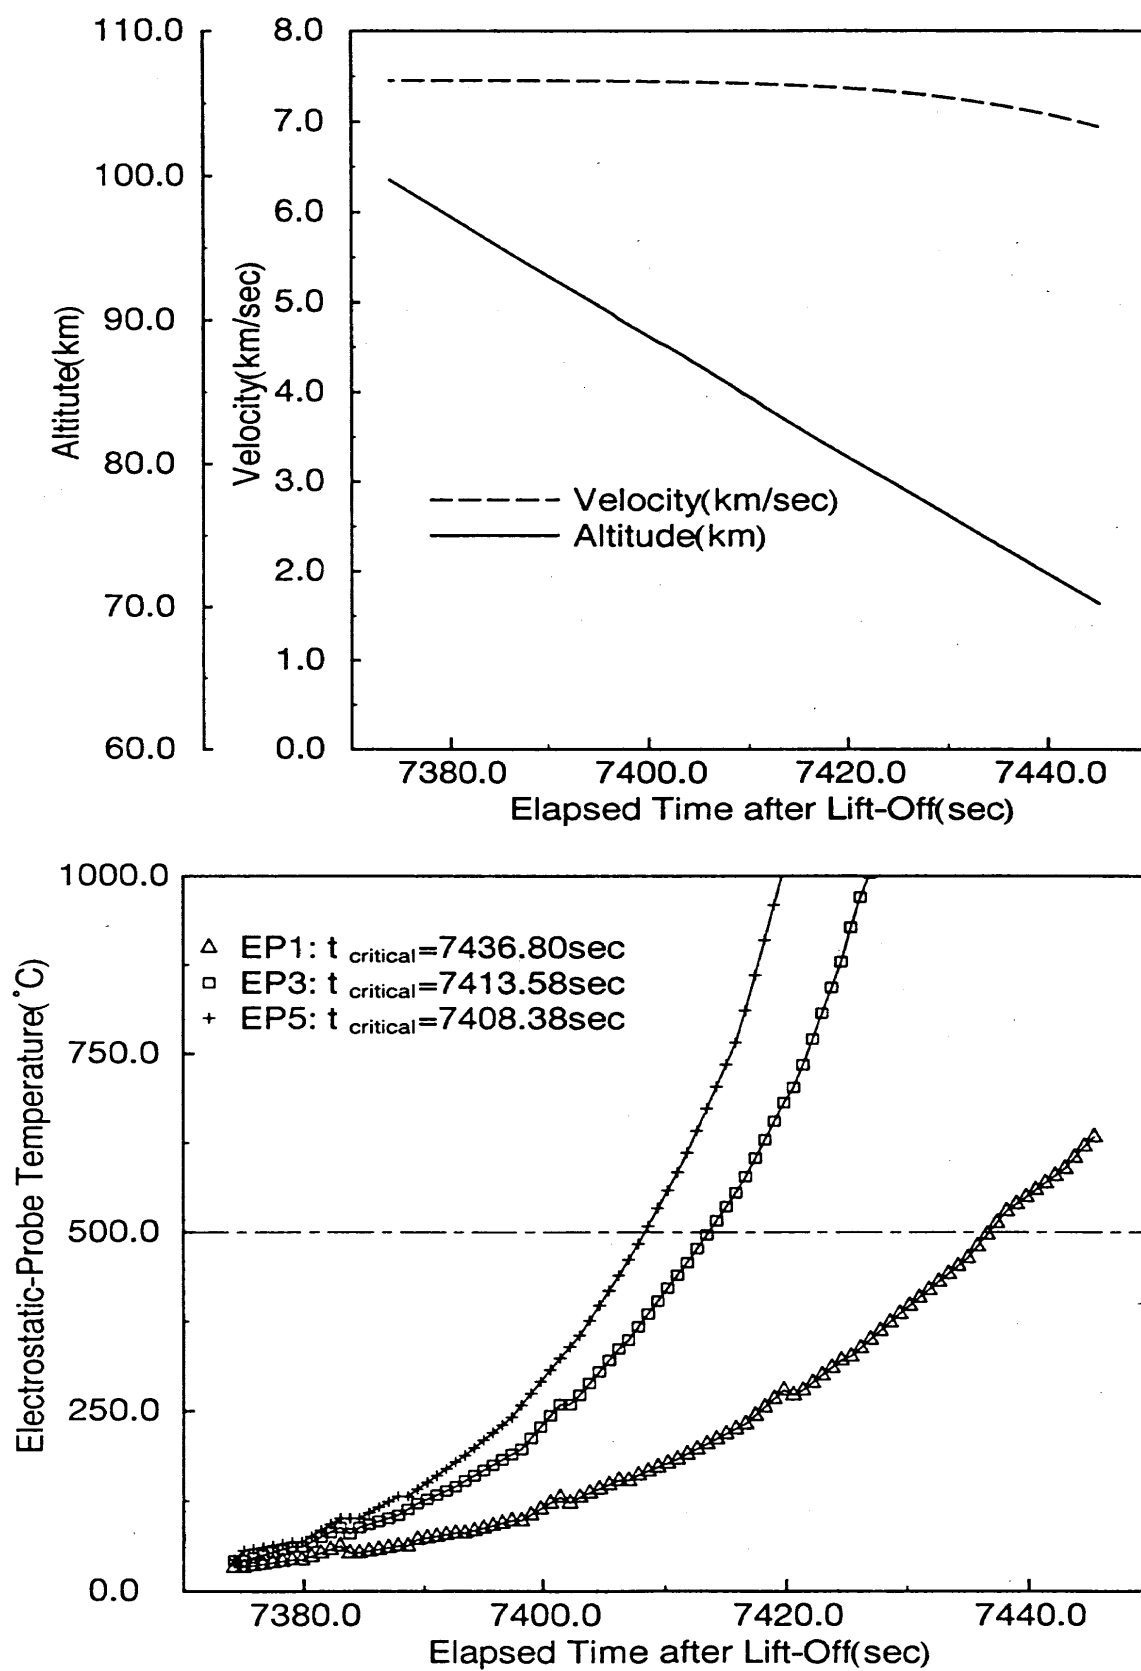 110.0
100.0
90.0
80.0
70.0
60.0
Altitute(km)
8.0
7.0
6.0
5.0
4.0
3.0
2.0
1.0
0.0
Velocity(km/sec)
Velocity(km/sec)
Altitude(km)
7380.0 7400.0 7420.0 7440.0
Elapsed Time after Lift-Off(sec)
1000.0
750.0
500.0
250.0
0.0
Electrostatic-Probe Temperature(°C)
△ EP1: t critical=7436.80sec
□ EP3: t critical=7413.58sec
+ EP5: t critical=7408.38sec
7380.0 7400.0 7420.0 7440.0
Elapsed Time after Lift-Off(sec)